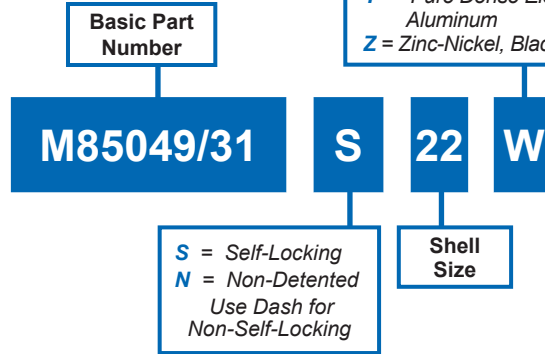 Basic Part
Number
Aluminum
Z = Zinc-Nickel,
M85049/31
S
22
W
S = Self-Locking
N = Non-Detented
Use Dash for
Non-Self-Locking
Shell
Size